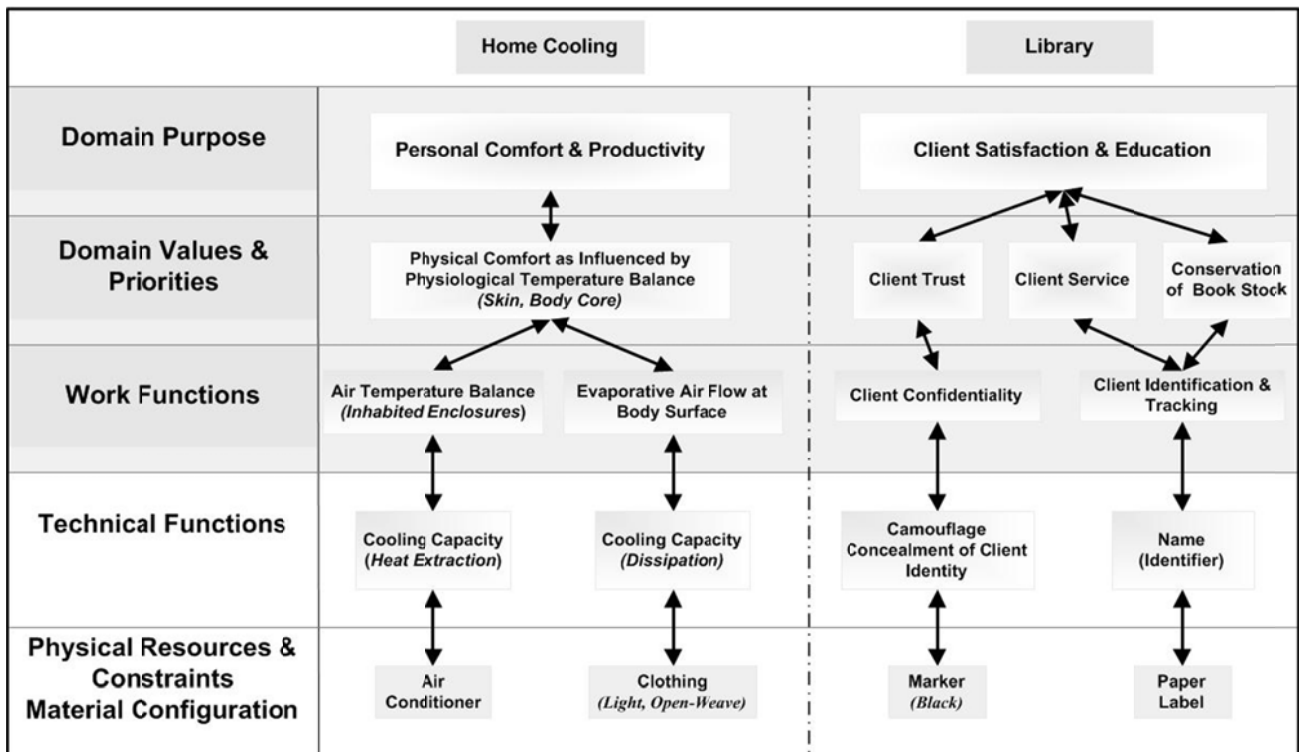 Home Cooling
Library
Domain Purpose
Personal Comfort & Productivity
Client Satisfaction & Education
Domain Values &
Priorities
Physical Comfort as Influenced by
Physiological Temperature Balance
(Skin, Body Core)
Client Trust
Client Service
Conservation
of Book Stock
Work Functions
Air Temperature Balance
(Inhabited Enclosures)
Evaporative Air Flow at
Body Surface
Client Confidentiality
Client Identification &
Tracking
Technical Functions
Cooling Capacity
(Heat Extraction)
Cooling Capacity
(Dissipation)
Camouflage
Concealment of Client
Identity
Name
(Identifier)
Physical Resources &
Constraints
Material Configuration
Air
Conditioner
Clothing
(Light, Open-Weave)
Marker
(Black)
Paper
Label